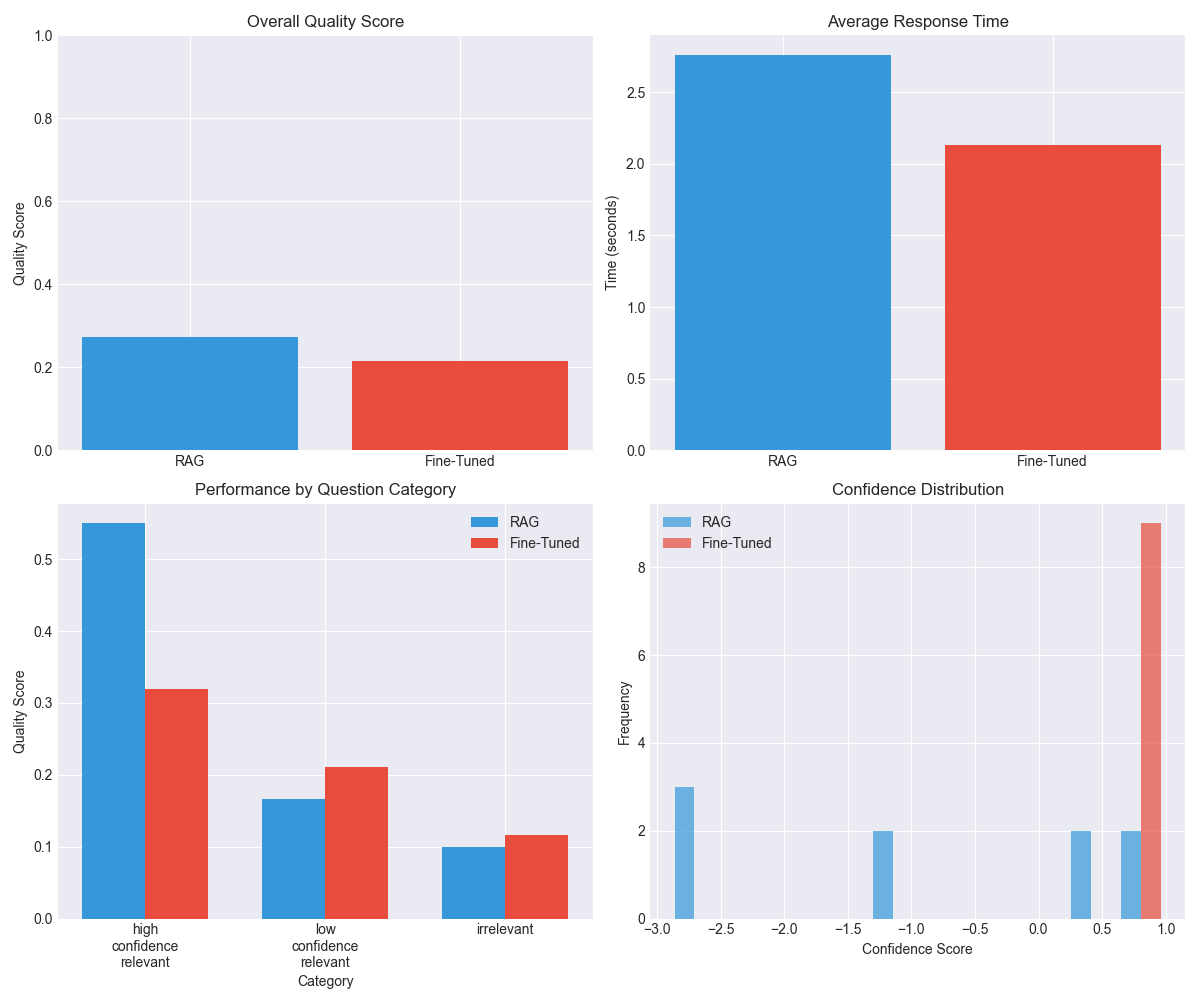 Overall Quality Score
1.0
0.8
0.6
0.4
0.2
0.0
Quality Score
RAG
Fine-Tuned
Average Response Time
2.5
2.0
1.5
1.0
0.5
0.0
Time (seconds)
RAG
Fine-Tuned
Performance by Question Category
RAG
Fine-Tuned
0.5
0.4
0.3
0.2
0.1
0.0
Quality Score
high
confidence
relevant
low
confidence
relevant
irrelevant
Category
Confidence Distribution
RAG
Fine-Tuned
8
6
4
2
0
Frequency
−3.0
−2.5
−2.0
−1.5
−1.0
−0.5
0.0
0.5
1.0
Confidence Score